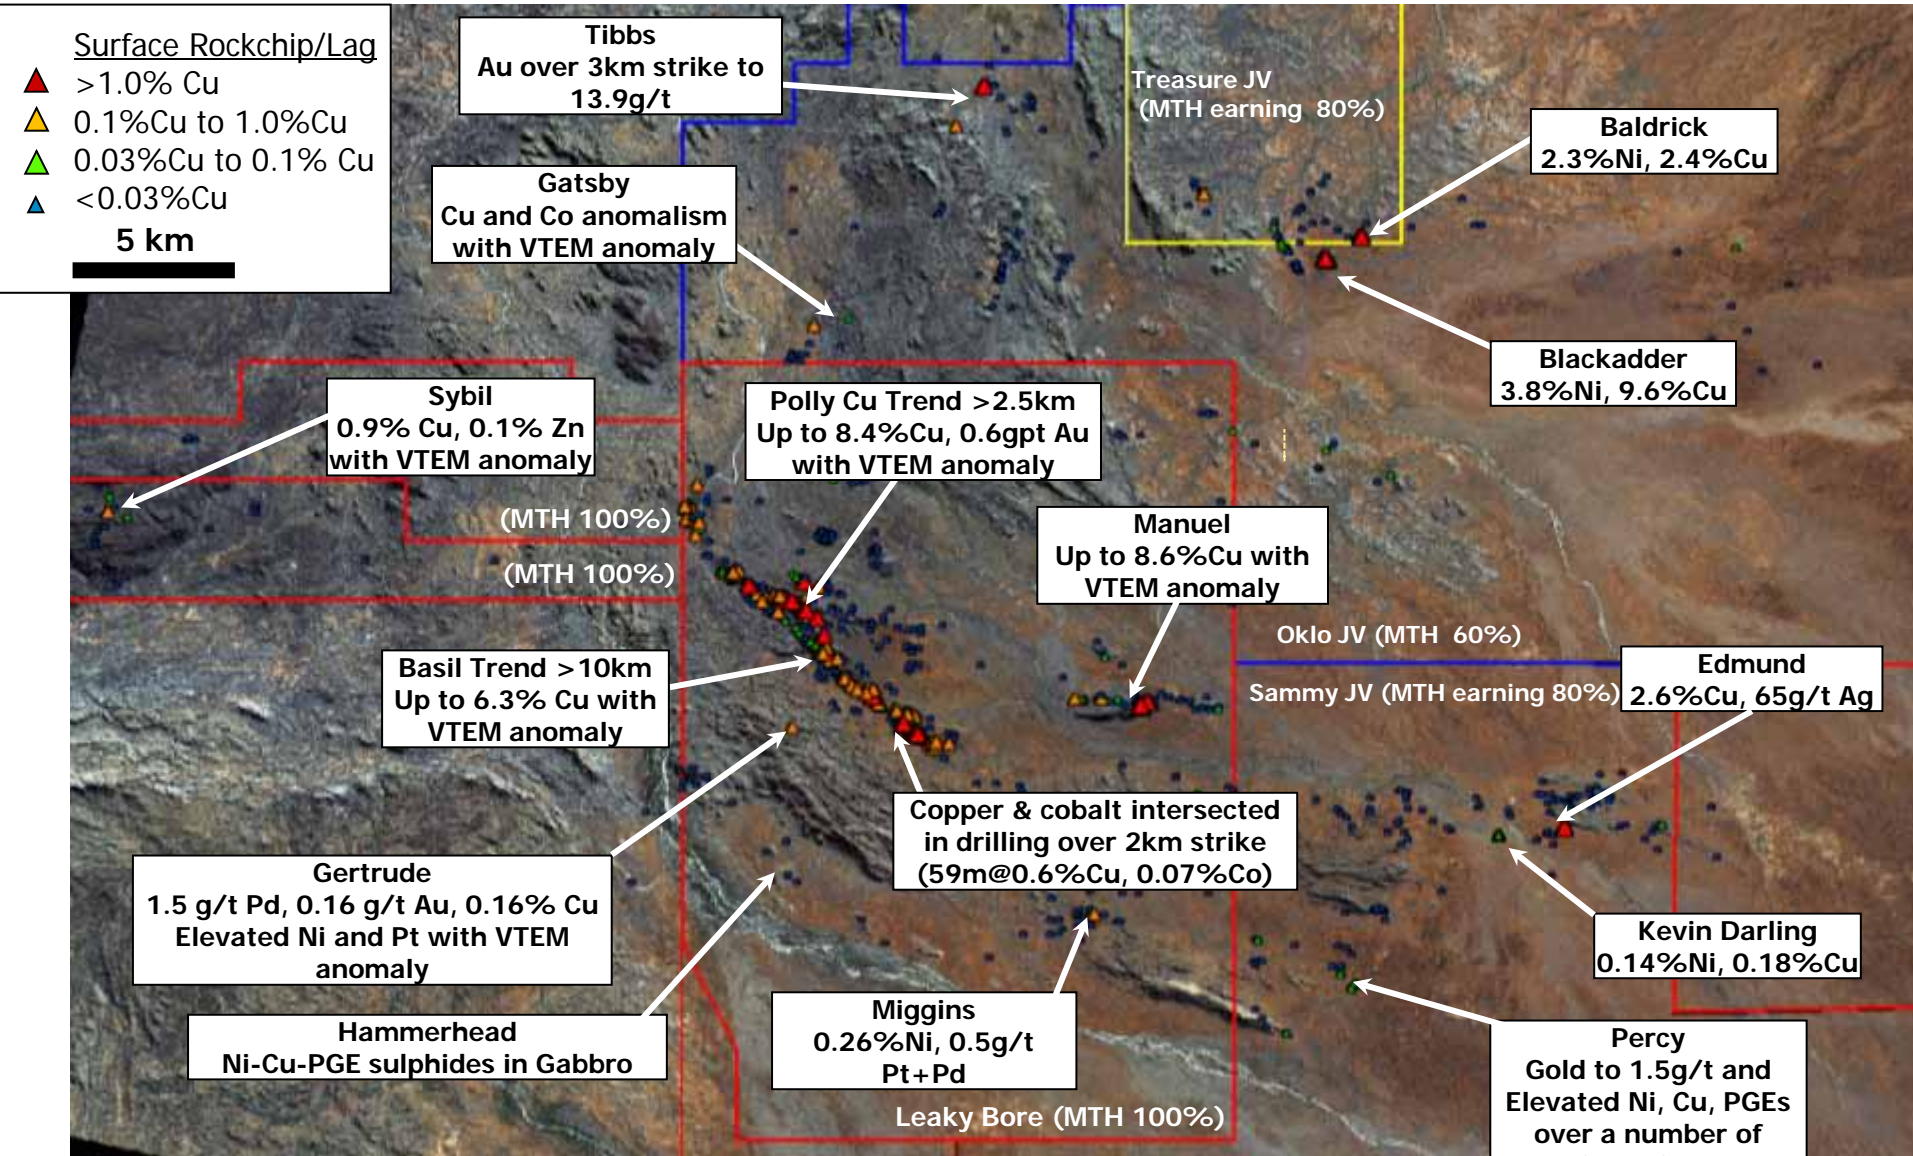 Surface Rockchip/Lag
>1.0% Cu
0.1%Cu to 1.0%Cu
0.03%Cu to 0.1% Cu
<0.03%Cu
5 km
Tibbs
Au over 3km strike to
13.9g/t
Treasure JV
(MTH earning 80%)
Baldrick
2.3%Ni, 2.4%Cu
Gatsby
Cu and Co anomalism
with VTEM anomaly
Blackadder
3.8%Ni, 9.6%Cu
Sybil
0.9% Cu, 0.1% Zn
with VTEM anomaly
Polly Cu Trend >2.5km
Up to 8.4%Cu, 0.6gpt Au
with VTEM anomaly
(MTH 100%)
(MTH 100%)
Manuel
Up to 8.6%Cu with
VTEM anomaly
Oklo JV (MTH 60%)
Sammy JV (MTH earning 80%)
Edmund
2.6%Cu, 65g/t Ag
Basil Trend >10km
Up to 6.3% Cu with
VTEM anomaly
Copper & cobalt intersected
in drilling over 2km strike
(59m@0.6%Cu, 0.07%Co)
Gertrude
1.5 g/t Pd, 0.16 g/t Au, 0.16% Cu
Elevated Ni and Pt with VTEM
anomaly
Kevin Darling
0.14%Ni, 0.18%Cu
Hammerhead
Ni-Cu-PGE sulphides in Gabbro
Miggins
0.26%Ni, 0.5g/t
Pt+Pd
Percy
Gold to 1.5g/t and
Elevated Ni, Cu, PGEs
over a number of
Leaky Bore (MTH 100%)